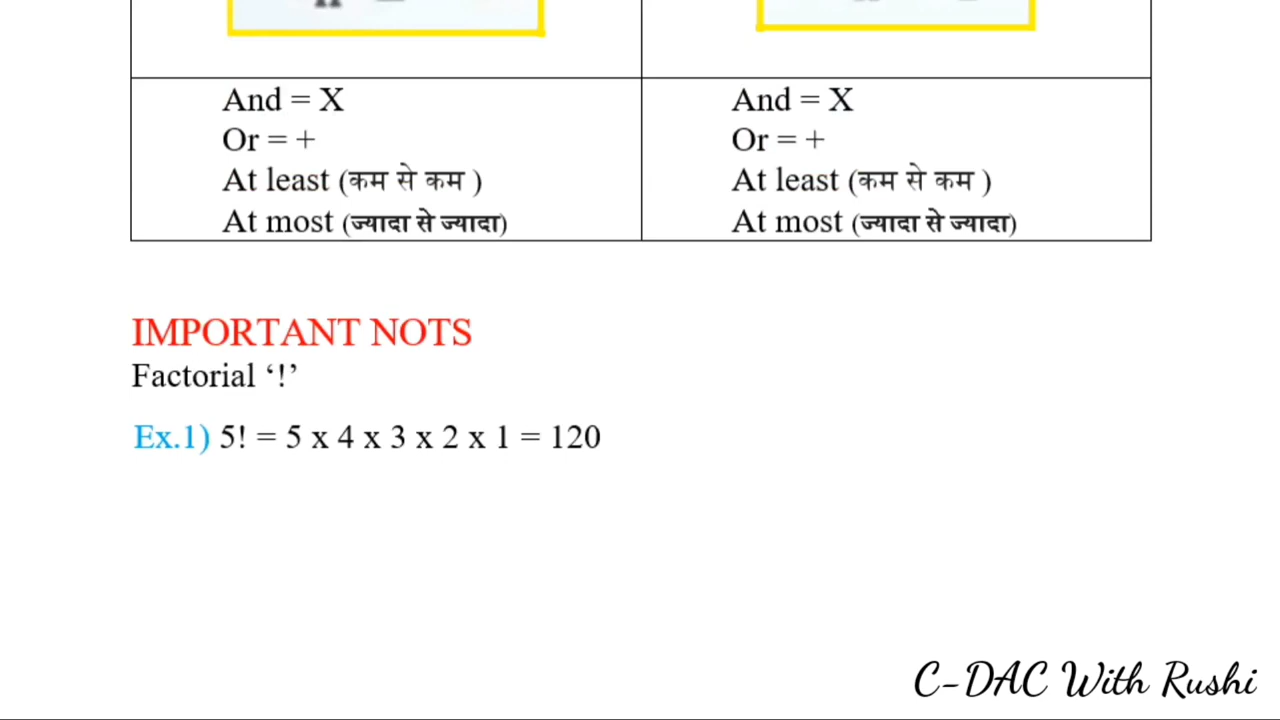 And = X
Or = +
At least (कम से कम )
At most (ज्यादा से ज्यादा)
And = X
Or = +
At least (कम से कम )
At most (ज्यादा से ज्यादा)
IMPORTANT NOTS
Factorial ‘!’
Ex.1) 5! = 5 x 4 x 3 x 2 x 1 = 120
C-DAC With Rushi